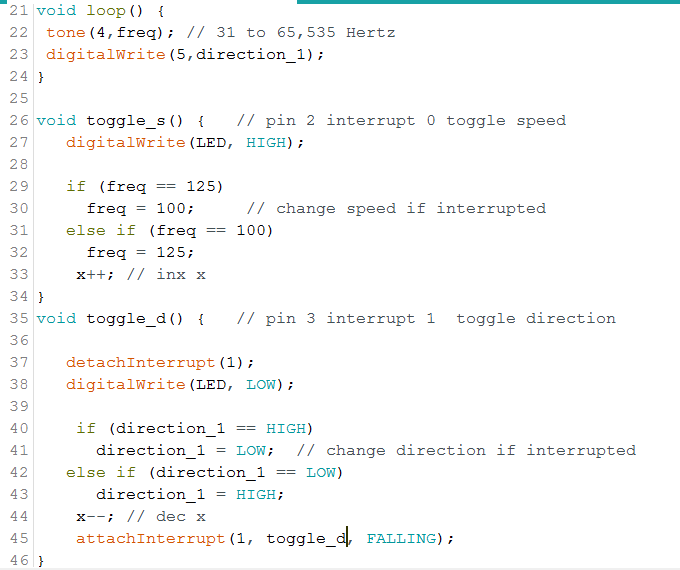 21 void loop() {
22 tone(4,freq); // 31 to 65,535 Hertz
23 digitalWrite(5,direction_1);
24 }
25
26 void toggle_s() {   // pin 2 interrupt 0 toggle speed
27 digitalWrite(LED, HIGH);
28
29 if (freq == 125)
30 freq = 100;     // change speed if interrupted
31 else if (freq == 100)
32 freq = 125;
33 x++; // inx x
34 }
35 void toggle_d() {   // pin 3 interrupt 1  toggle direction
36
37 detachInterrupt(1);
38 digitalWrite(LED, LOW);
39
40 if (direction_1 == HIGH)
41 direction_1 = LOW;  // change direction if interrupted
42 else if (direction_1 == LOW)
43 direction_1 = HIGH;
44 x--; // dec x
45 attachInterrupt(1, toggle_d, FALLING);
46 }